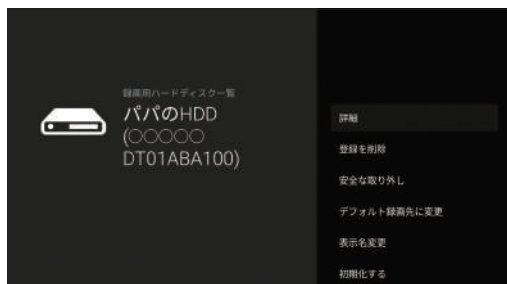 録画用ハードディスク一覧
パパのHDD
(○○○○○
DT01ABA100)
詳細
登録を削除
安全な取り外し
デフォルト録画先に変更
表示名変更
初期化する